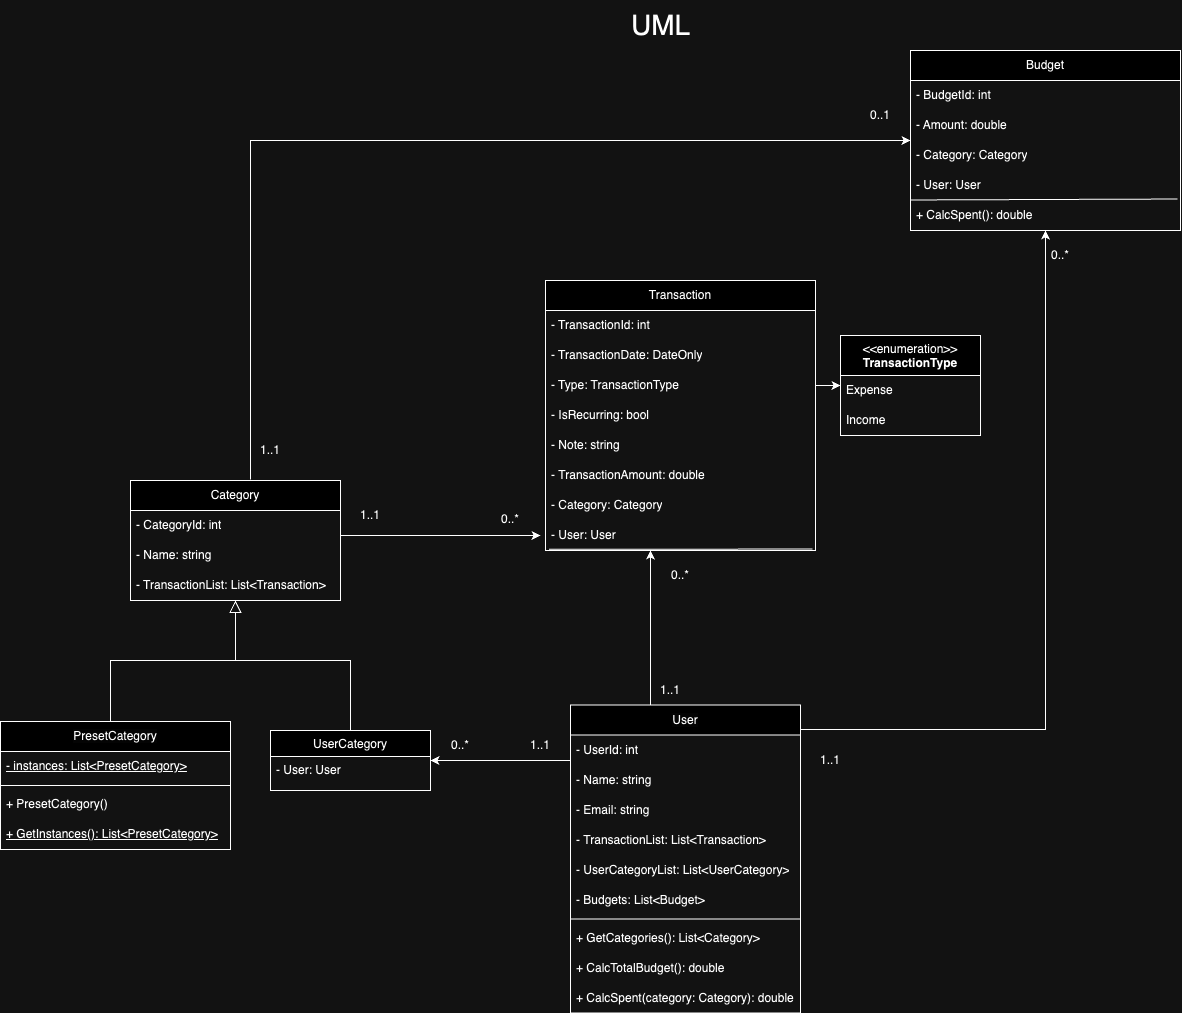 UML
Budget
- BudgetId: int
- Amount: double
- Category: Category
- User: User
+ CalcSpent(): double
0..1
0..*
Transaction
- TransactionId: int
- TransactionDate: DateOnly
- Type: TransactionType
- IsRecurring: bool
- Note: string
- TransactionAmount: double
- Category: Category
- User: User
<<enumeration>>
TransactionType
Expense
Income
1..1
Category
- CategoryId: int
- Name: string
- TransactionList: List<Transaction>
1..1
0..*
0..*
1..1
PresetCategory
- instances: List<PresetCategory>
+ PresetCategory()
+ GetInstances(): List<PresetCategory>
UserCategory
- User: User
0..*
1..1
User
- UserId: int
- Name: string
- Email: string
- TransactionList: List<Transaction>
- UserCategoryList: List<UserCategory>
- Budgets: List<Budget>
+ GetCategories(): List<Category>
+ CalcTotalBudget(): double
+ CalcSpent(category: Category): double
1..1